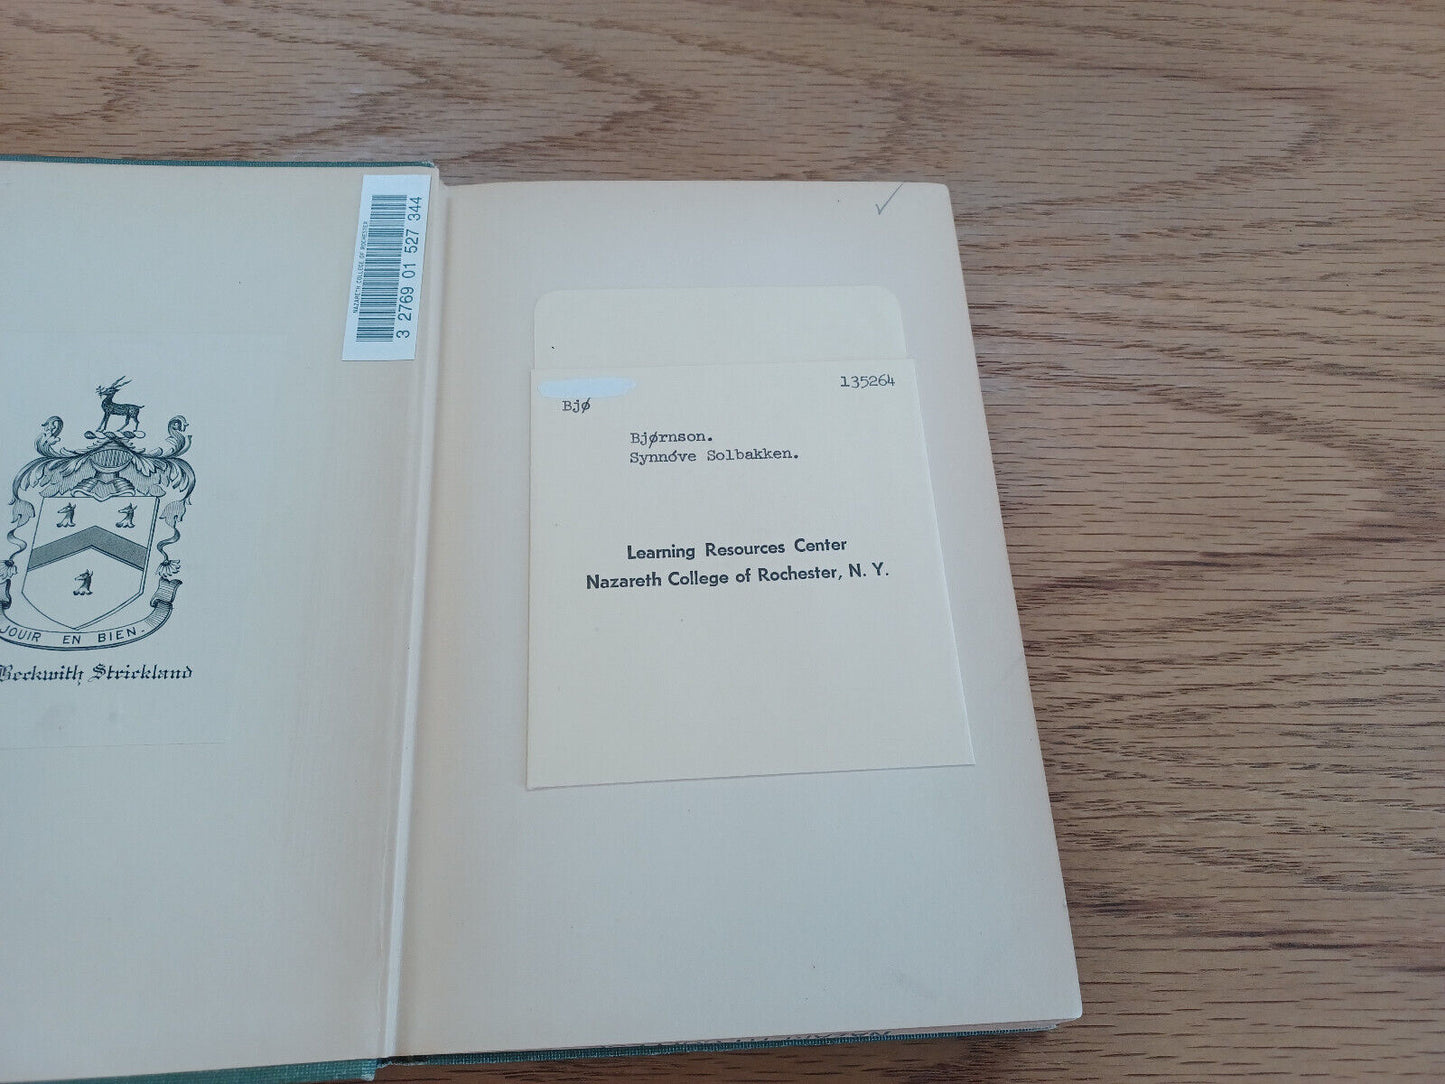 NAZARETH COLLEGE OF ROCHESTER
3 2769 01 527 344
JOUIR EN BIEN.
Beckwith Strickland
135264
Bjø
Bjørnson.
Synnóve Solbakken.
Learning Resources Center
Nazareth College of Rochester, N. Y.